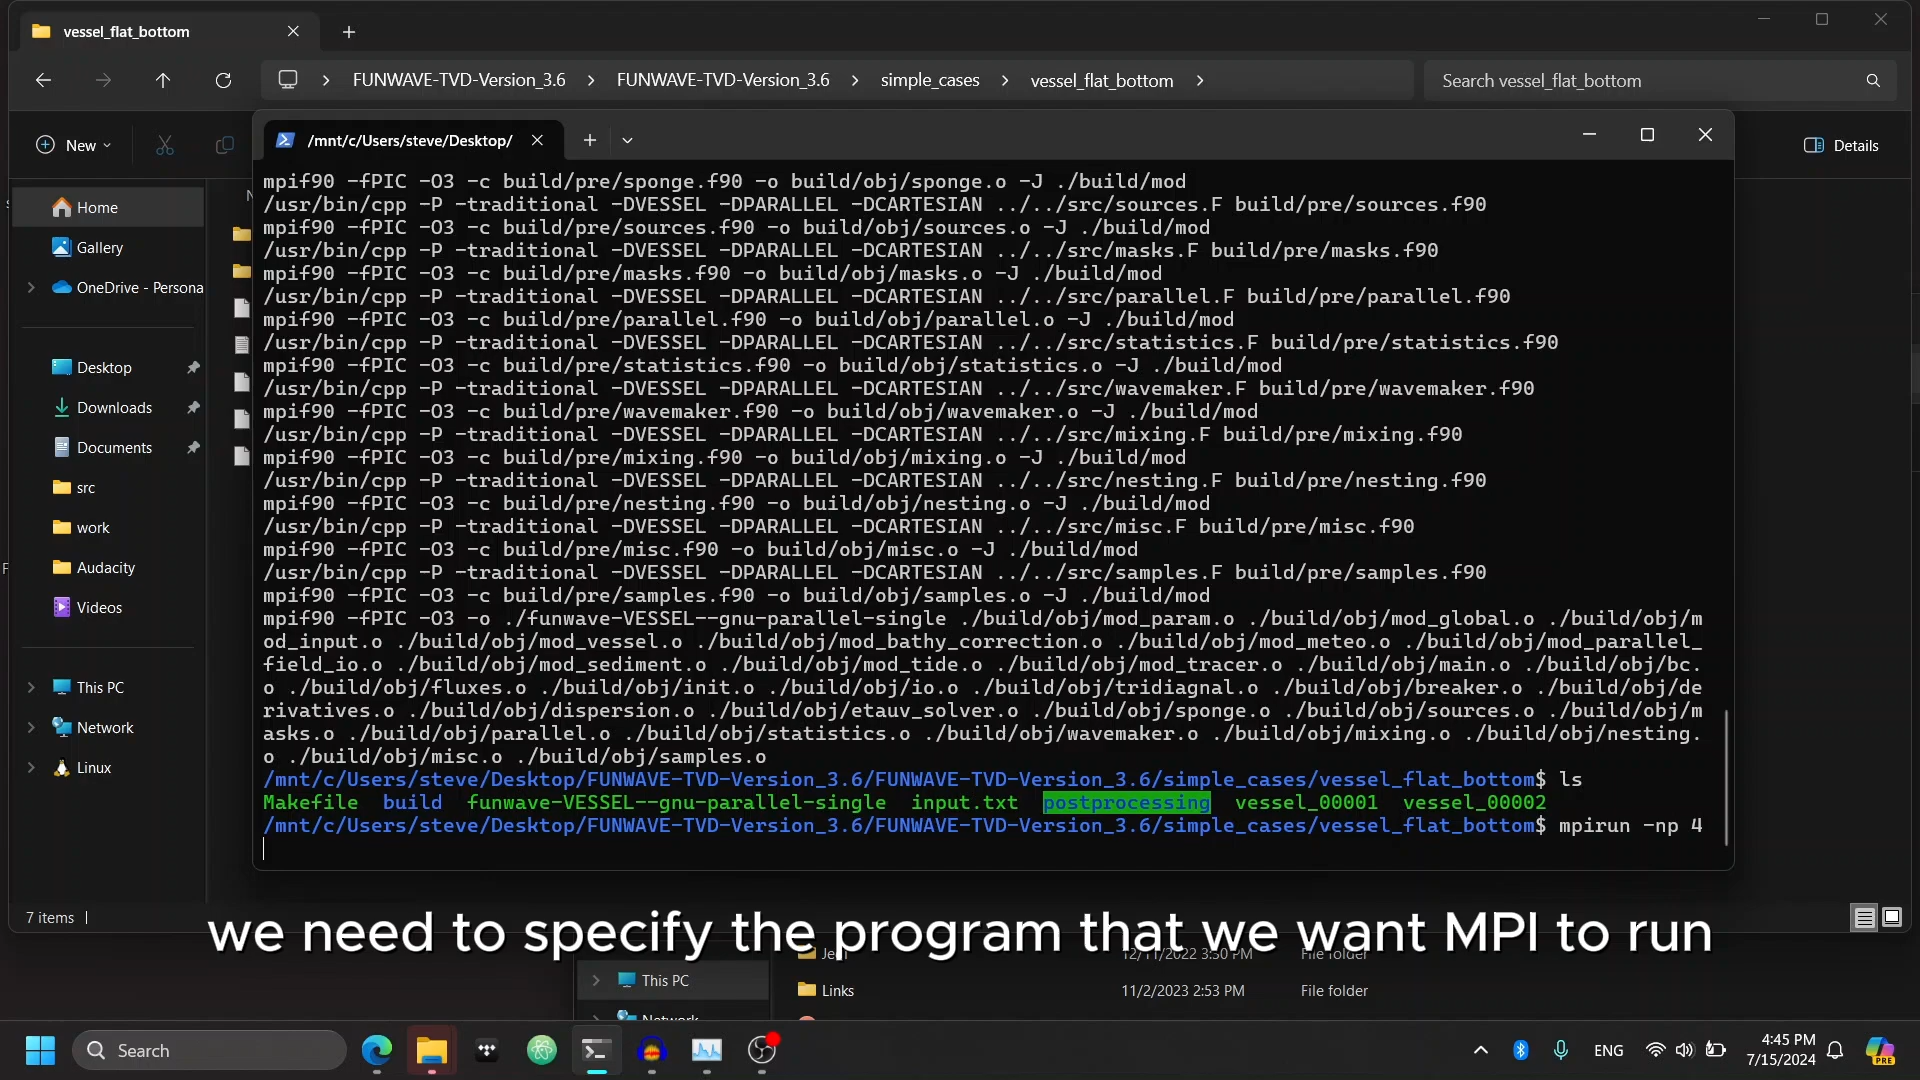 vessel_flat_bottom
FUNWAVE-TVD-Version_3.6 > FUNWAVE-TVD-Version_3.6 > simple_cases > vessel_flat_bottom >
Search vessel_flat_bottom
New
/mnt/c/Users/steve/Desktop/
Details
Home
Gallery
OneDrive - Persona
Desktop
Downloads
Documents
src
work
Audacity
Videos
This PC
Network
Linux
mpif90 -fPIC -O3 -c build/pre/sponge.f90 -o build/obj/sponge.o -J ./build/mod
/usr/bin/cpp -P -traditional -DVESSEL -DPARALLEL -DCARTESIAN ../../src/sources.F build/pre/sources.f90
mpif90 -fPIC -O3 -c build/pre/sources.f90 -o build/obj/sources.o -J ./build/mod
/usr/bin/cpp -P -traditional -DVESSEL -DPARALLEL -DCARTESIAN ../../src/masks.F build/pre/masks.f90
mpif90 -fPIC -O3 -c build/pre/masks.f90 -o build/obj/masks.o -J ./build/mod
/usr/bin/cpp -P -traditional -DVESSEL -DPARALLEL -DCARTESIAN ../../src/parallel.F build/pre/parallel.f90
mpif90 -fPIC -O3 -c build/pre/parallel.f90 -o build/obj/parallel.o -J ./build/mod
/usr/bin/cpp -P -traditional -DVESSEL -DPARALLEL -DCARTESIAN ../../src/statistics.F build/pre/statistics.f90
mpif90 -fPIC -O3 -c build/pre/statistics.f90 -o build/obj/statistics.o -J ./build/mod
/usr/bin/cpp -P -traditional -DVESSEL -DPARALLEL -DCARTESIAN ../../src/wavemaker.F build/pre/wavemaker.f90
mpif90 -fPIC -O3 -c build/pre/wavemaker.f90 -o build/obj/wavemaker.o -J ./build/mod
/usr/bin/cpp -P -traditional -DVESSEL -DPARALLEL -DCARTESIAN ../../src/mixing.F build/pre/mixing.f90
mpif90 -fPIC -O3 -c build/pre/mixing.f90 -o build/obj/mixing.o -J ./build/mod
/usr/bin/cpp -P -traditional -DVESSEL -DPARALLEL -DCARTESIAN ../../src/nesting.F build/pre/nesting.f90
mpif90 -fPIC -O3 -c build/pre/nesting.f90 -o build/obj/nesting.o -J ./build/mod
/usr/bin/cpp -P -traditional -DVESSEL -DPARALLEL -DCARTESIAN ../../src/misc.F build/pre/misc.f90
mpif90 -fPIC -O3 -c build/pre/misc.f90 -o build/obj/misc.o -J ./build/mod
/usr/bin/cpp -P -traditional -DVESSEL -DPARALLEL -DCARTESIAN ../../src/samples.F build/pre/samples.f90
mpif90 -fPIC -O3 -c build/pre/samples.f90 -o build/obj/samples.o -J ./build/mod
mpif90 -fPIC -O3 -o ./funwave-VESSEL--gnu-parallel-single ./build/obj/mod_param.o ./build/obj/mod_global.o ./build/obj/m
od_input.o ./build/obj/mod_vessel.o ./build/obj/mod_bathy_correction.o ./build/obj/mod_meteo.o ./build/obj/mod_parallel_
field_io.o ./build/obj/mod_sediment.o ./build/obj/mod_tide.o ./build/obj/mod_tracer.o ./build/obj/main.o ./build/obj/bc.
o ./build/obj/fluxes.o ./build/obj/init.o ./build/obj/io.o ./build/obj/tridiagnal.o ./build/obj/breaker.o ./build/obj/de
rivatives.o ./build/obj/dispersion.o ./build/obj/etauv_solver.o ./build/obj/sponge.o ./build/obj/sources.o ./build/obj/m
asks.o ./build/obj/parallel.o ./build/obj/statistics.o ./build/obj/wavemaker.o ./build/obj/mixing.o ./build/obj/nesting.
o ./build/obj/misc.o ./build/obj/samples.o
/mnt/c/Users/steve/Desktop/FUNWAVE-TVD-Version_3.6/FUNWAVE-TVD-Version_3.6/simple_cases/vessel_flat_bottom$ ls
Makefile build funwave-VESSEL--gnu-parallel-single input.txt postprocessing vessel_00001 vessel_00002
/mnt/c/Users/steve/Desktop/FUNWAVE-TVD-Version_3.6/FUNWAVE-TVD-Version_3.6/simple_cases/vessel_flat_bottom$ mpirun -np 4
7 items
we need to specify the program that we want MPI to run
This PC
Links
11/2/2023 2:53 PM
File folder
Network
Search
ENG
4:45 PM
7/15/2024
PRE